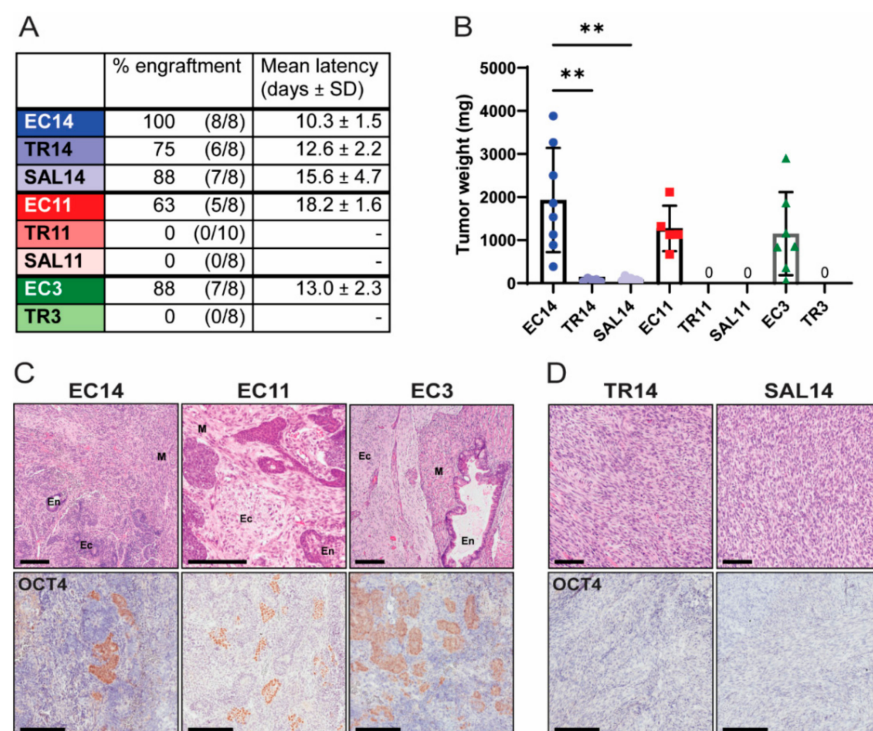 A
% engraftment Mean latency
(days ± SD)
EC14 100 (8/8) 10.3 ± 1.5
TR14 75 (6/8) 12.6 ± 2.2
SAL14 88 (7/8) 15.6 ± 4.7
EC11 63 (5/8) 18.2 ± 1.6
TR11 0 (0/10) -
SAL11 0 (0/8) -
EC3 88 (7/8) 13.0 ± 2.3
TR3 0 (0/8) -
B
**
**
Tumor weight (mg)
5000
4000
3000
2000
1000
0
0 0 0
EC14 TR14 SAL14 EC11 TR11 SAL11 EC3 TR3
C
EC14 EC11 EC3
M
En
Ec
M
Ec
En
Ec
M
En
OCT4
D
TR14 SAL14
OCT4